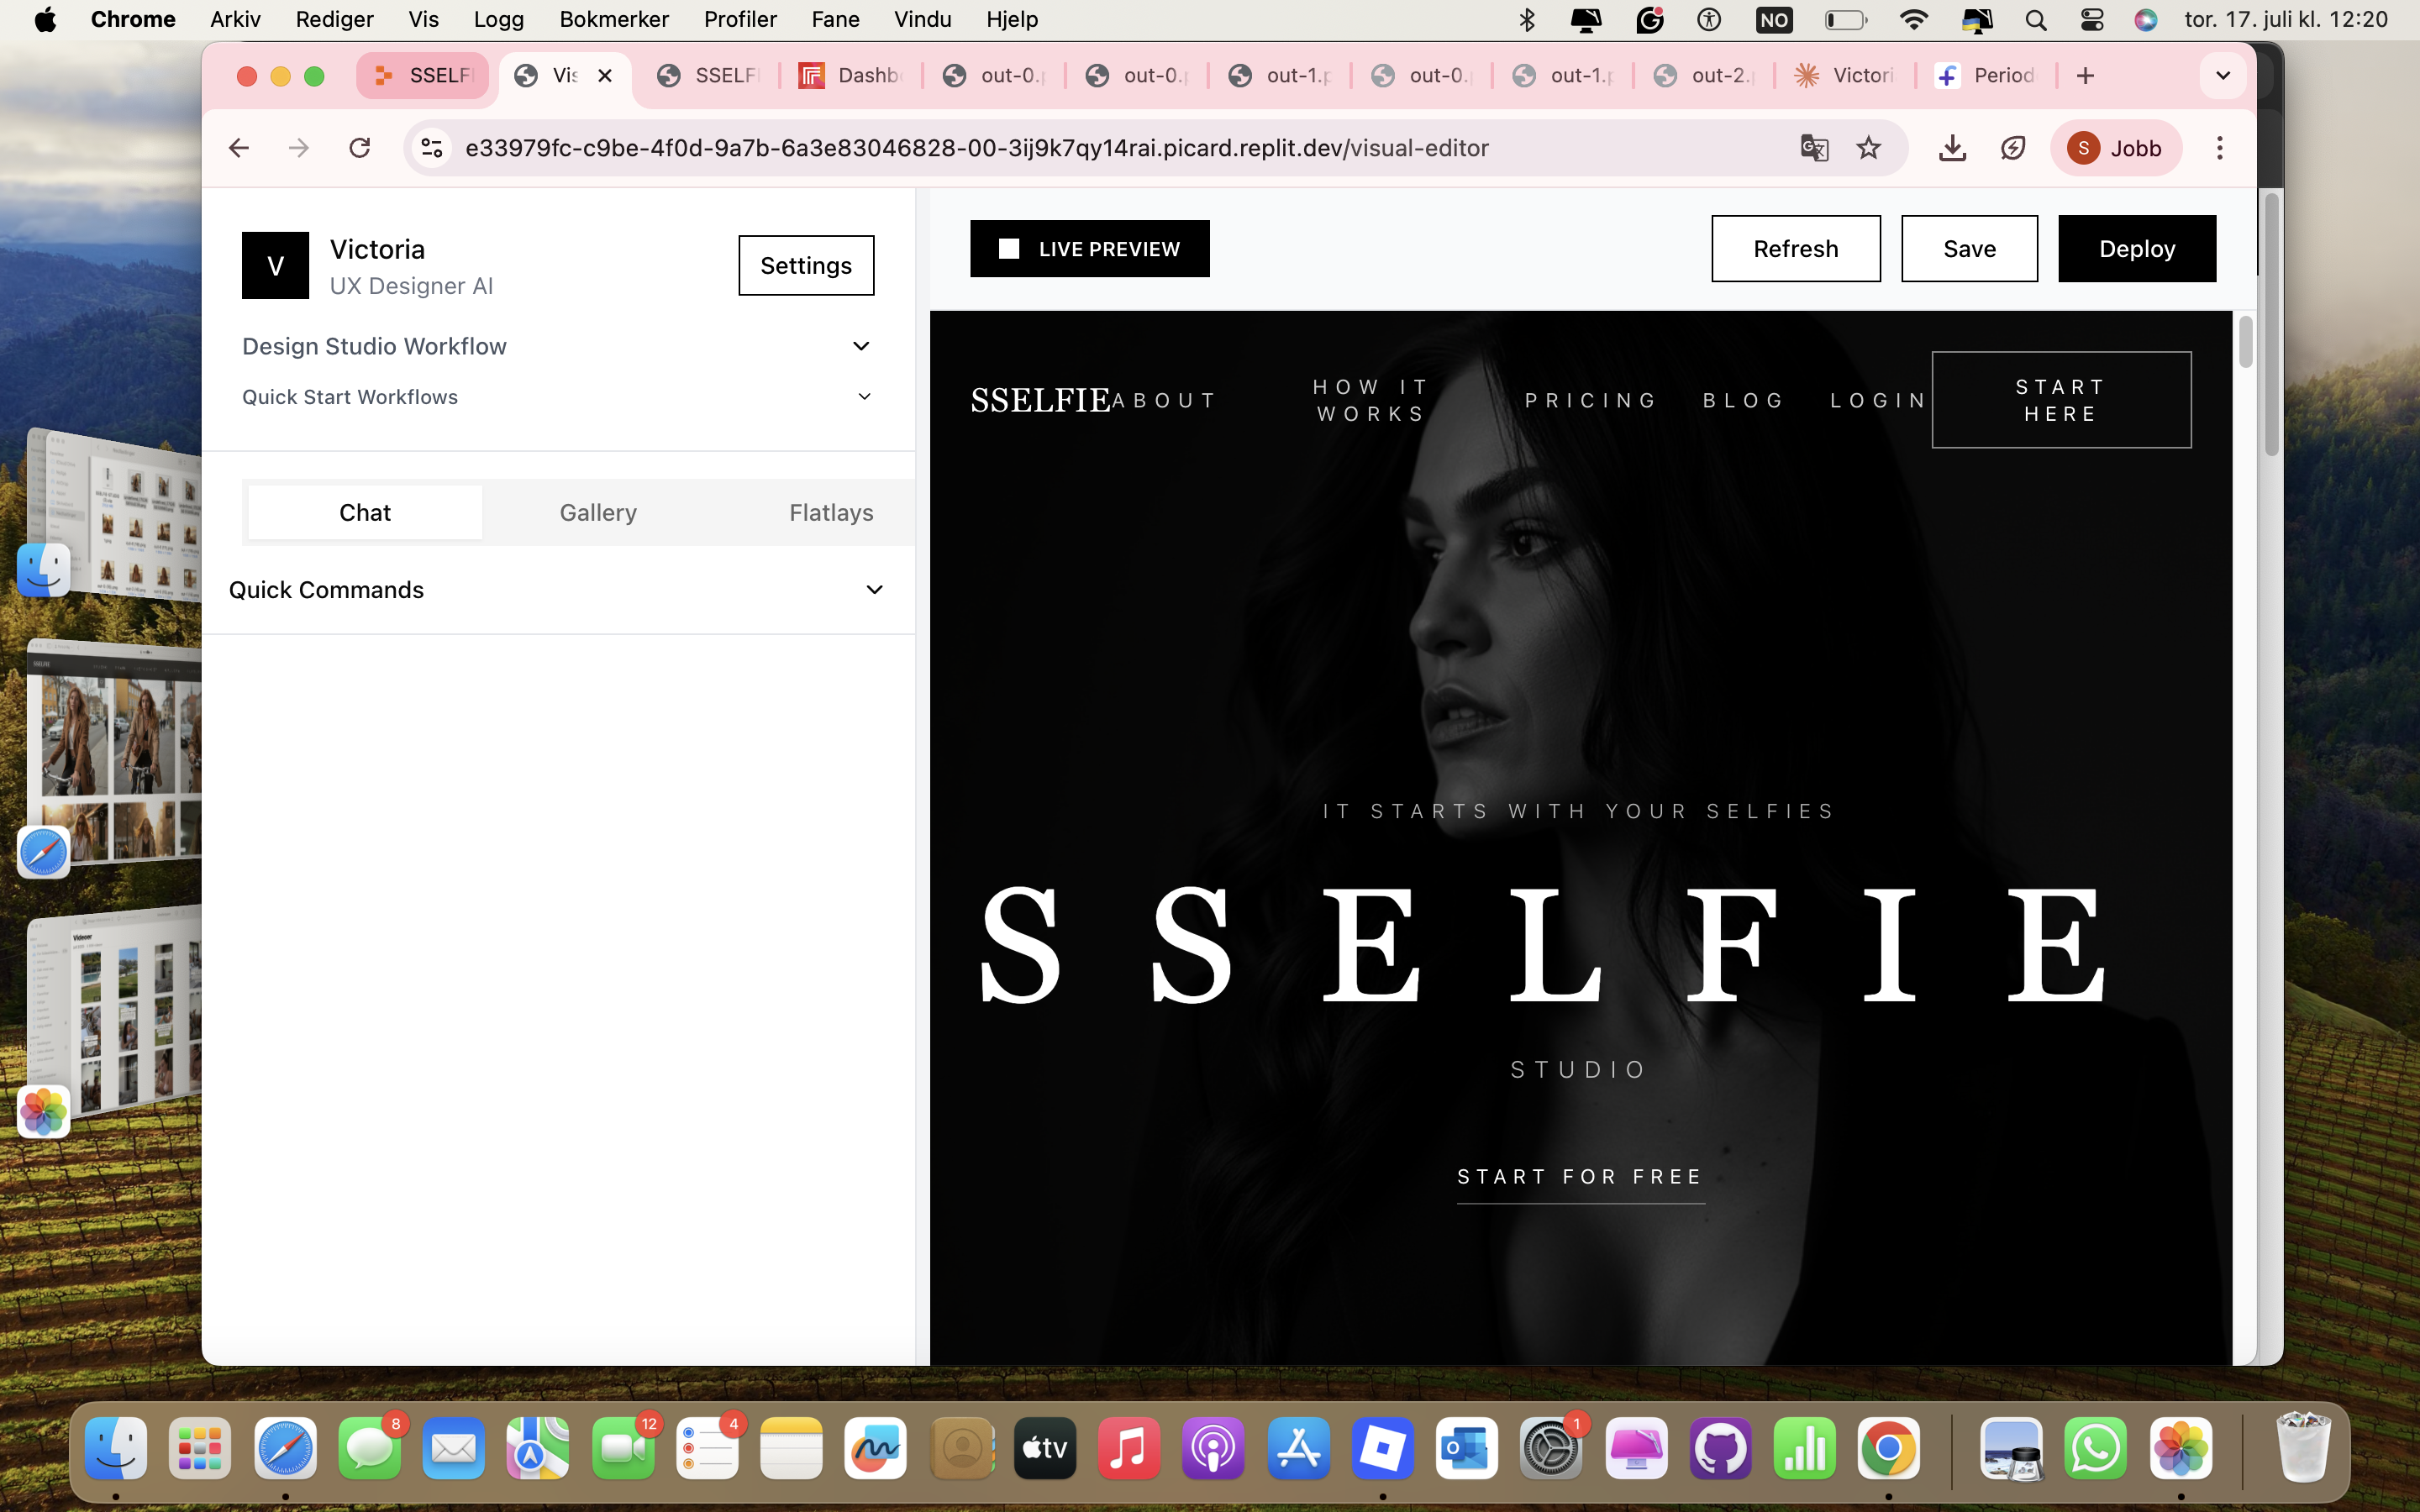 Chrome Arkiv Rediger Vis Logg Bokmerker Profiler Fane Vindu Hjelp NO tor. 17. juli kl. 12:20
SSELF Vis SSELF Dashb out-0.p out-0.p out-1.p out-0.p out-1.p out-2.p Victori Period
e33979fc-c9be-4f0d-9a7b-6a3e83046828-00-3ij9k7qy14rai.picard.replit.dev/visual-editor S Jobb
V Victoria
UX Designer AI
Settings
Design Studio Workflow
Quick Start Workflows
Chat Gallery Flatlays
Quick Commands
LIVE PREVIEW Refresh Save Deploy
SSELFIE ABOUT HOW IT WORKS PRICING BLOG LOGIN START HERE
IT STARTS WITH YOUR SELFIES
SSELFIE
STUDIO
START FOR FREE
Videoer
8 12 4 tv 1